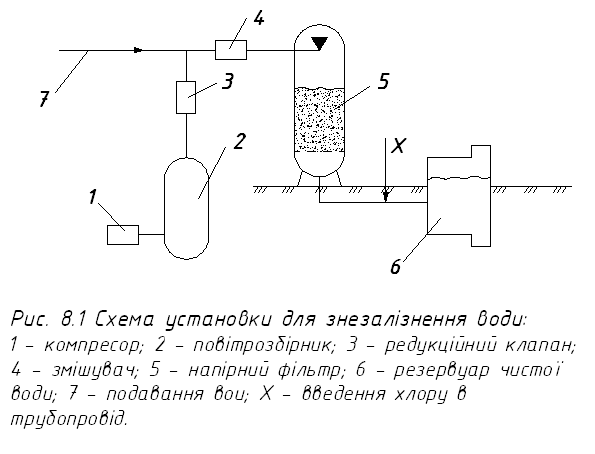 4
7
3
5
2
X
1
6
Рис. 8.1 Схема установки для знезалізнення води:
1 – компресор; 2 – повітрозбірник; 3 – редукційний клапан;
4 – змішувач; 5 – напірний фільтр; 6 – резервуар чистої
води; 7 – подавання вои; Х – введення хлору в
трубопровід.